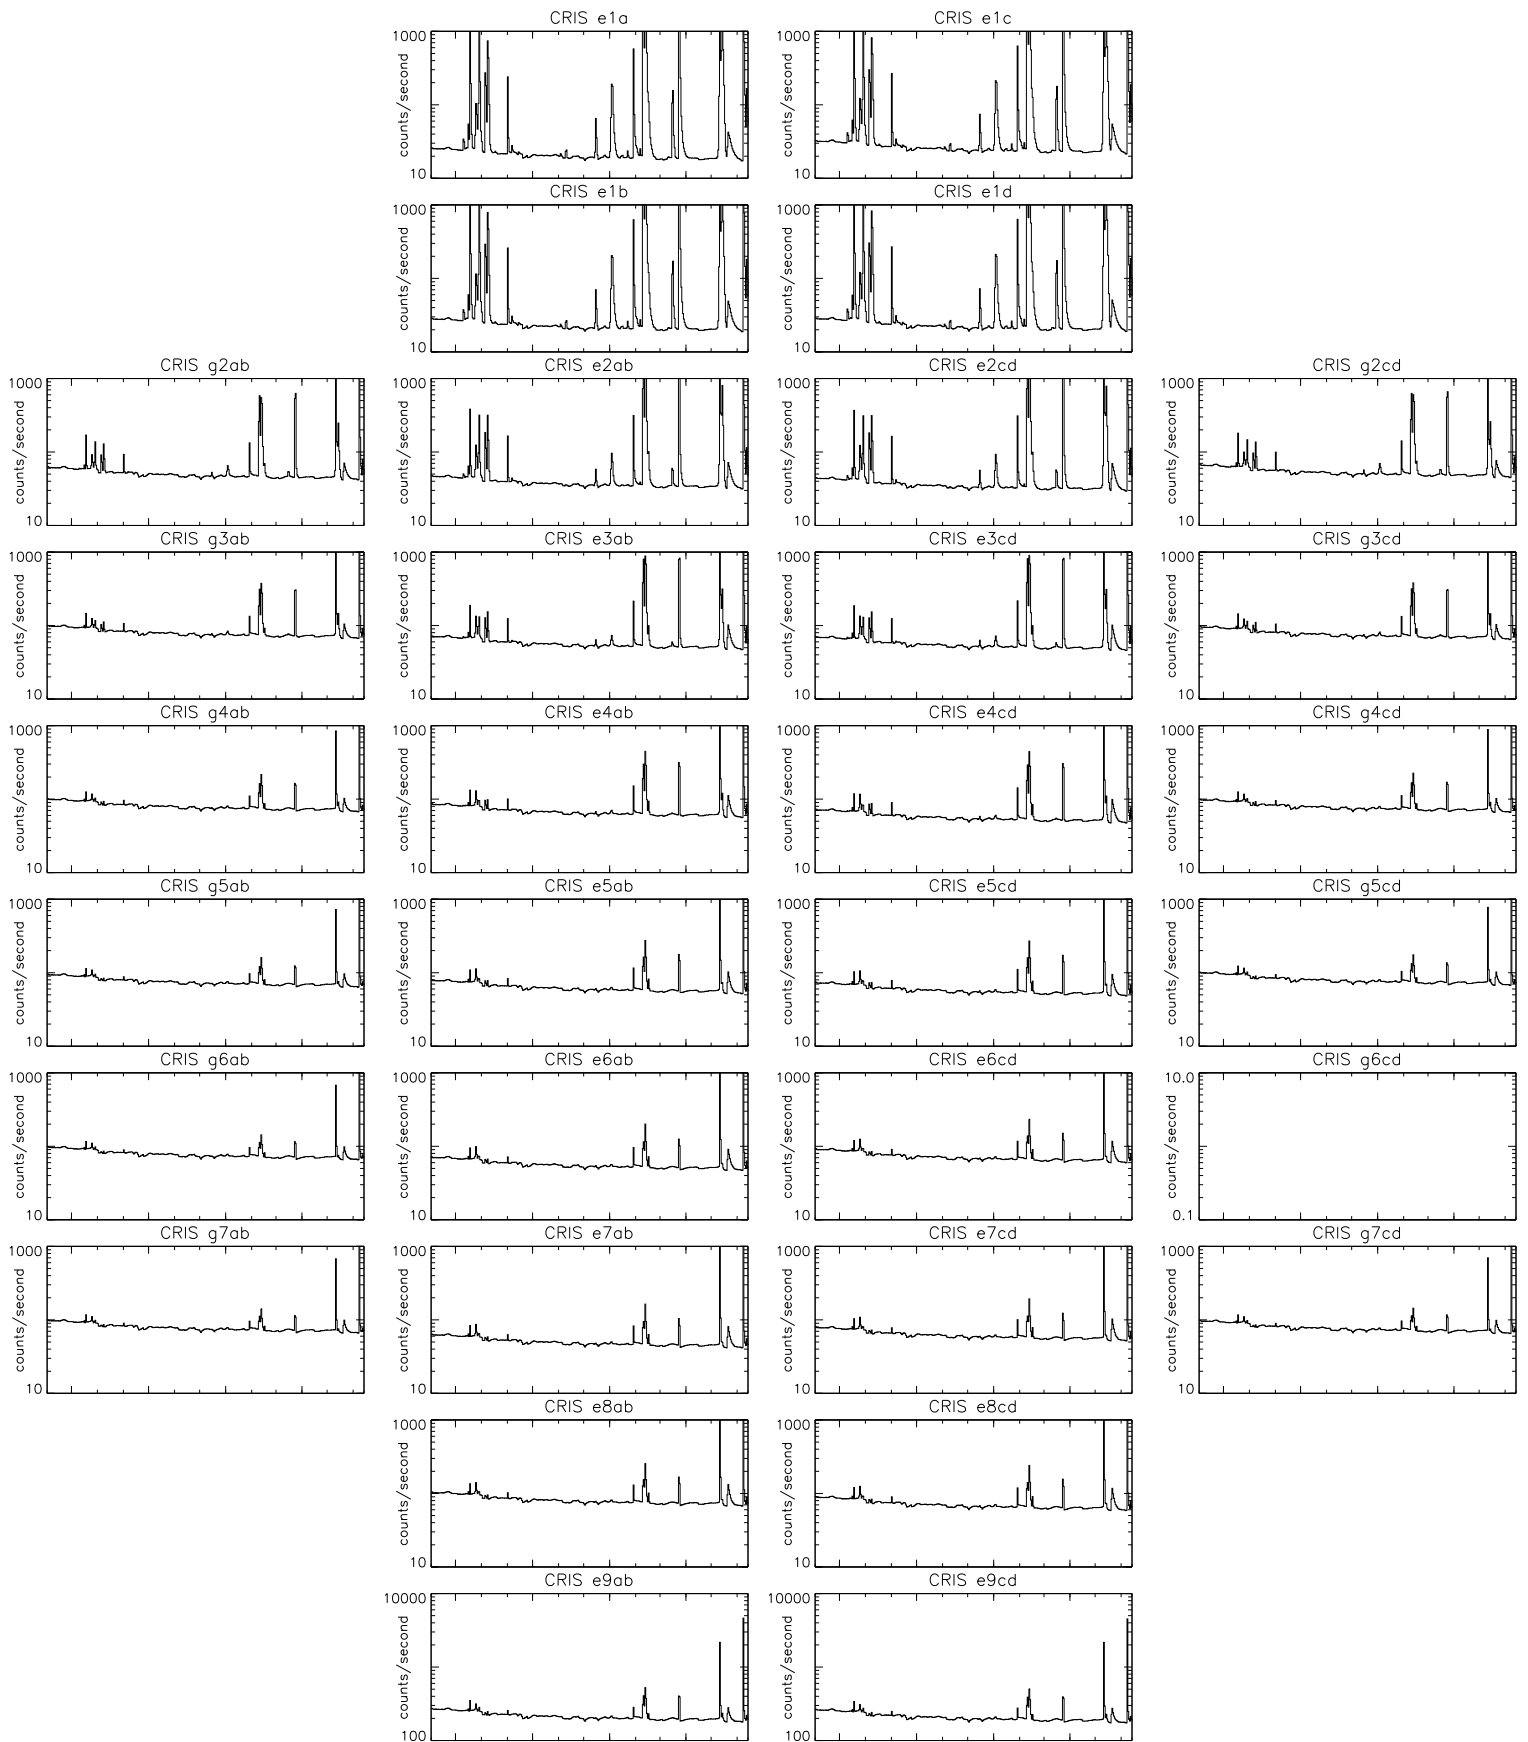 CRIS e1a CRIS e1c
1000 1000
counts/second counts/second
10 10
CRIS e1b CRIS e1d
1000 1000
counts/second counts/second
10 10
CRIS g2ab CRIS e2ab CRIS e2cd CRIS g2cd
1000 1000 1000 1000
counts/second counts/second counts/second counts/second
10 10 10 10
CRIS g3ab CRIS e3ab CRIS e3cd CRIS g3cd
1000 1000 1000 1000
counts/second counts/second counts/second counts/second
10 10 10 10
CRIS g4ab CRIS e4ab CRIS e4cd CRIS g4cd
1000 1000 1000 1000
counts/second counts/second counts/second counts/second
10 10 10 10
CRIS g5ab CRIS e5ab CRIS e5cd CRIS g5cd
1000 1000 1000 1000
counts/second counts/second counts/second counts/second
10 10 10 10
CRIS g6ab CRIS e6ab CRIS e6cd CRIS g6cd
1000 1000 1000 10.0
counts/second counts/second counts/second counts/second
1.0
10 10 10 0.1
CRIS g7ab CRIS e7ab CRIS e7cd CRIS g7cd
1000 1000 1000 1000
counts/second counts/second counts/second counts/second
10 10 10 10
CRIS e8ab CRIS e8cd
1000 1000
counts/second counts/second
10 10
CRIS e9ab CRIS e9cd
10000 10000
counts/second counts/second
100 100